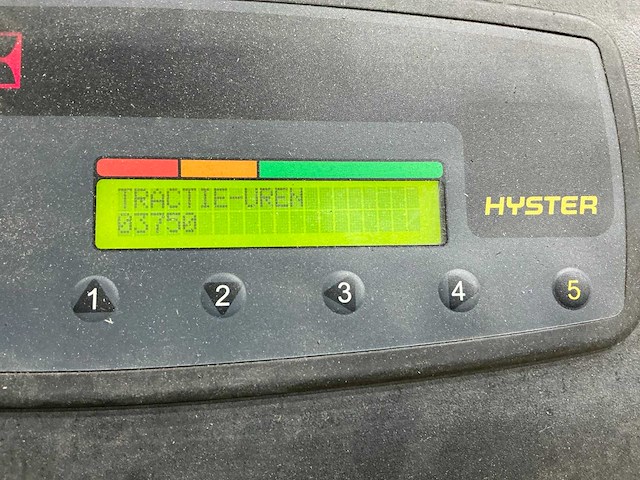 TRACTIE-UREN
03750
HYSTER
1 2 3 4 5